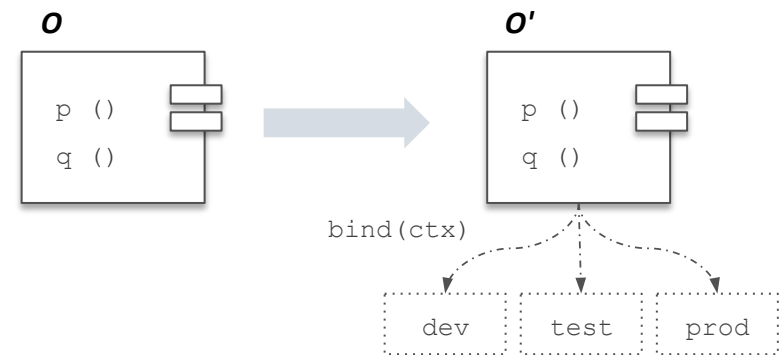 O
O'
p ()
q ()
p ()
q ()
bind(ctx)
dev
test
prod